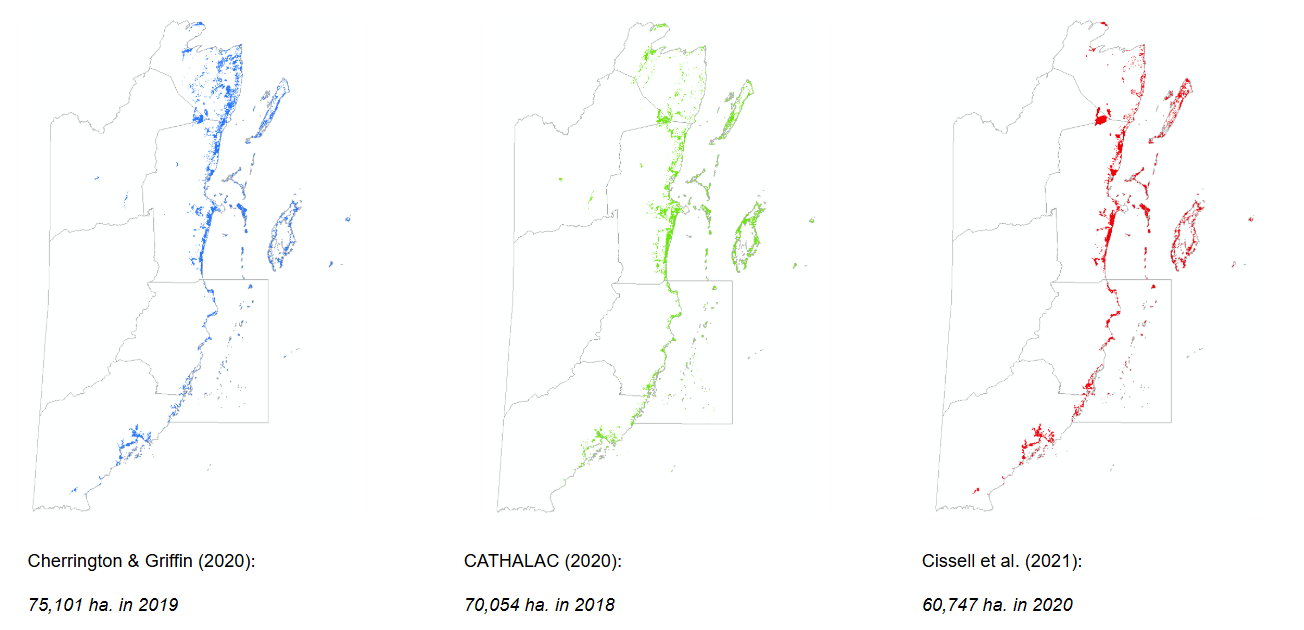 Cherrington & Griffin (2020):
75,101 ha. in 2019
CATHALAC (2020):
70,054 ha. in 2018
Cissell et al. (2021):
60,747 ha. in 2020